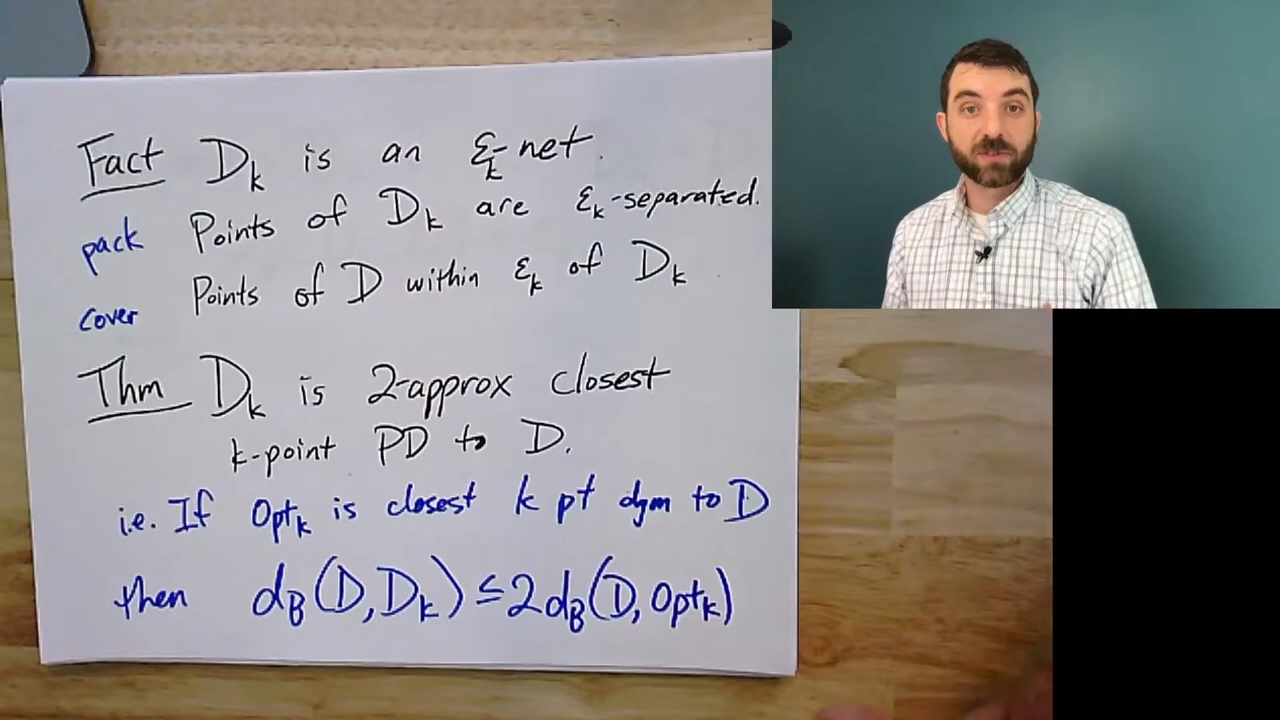 Fact Dₖ is an εₖ-net.
pack Points of Dₖ are εₖ-separated.
cover Points of D within εₖ of Dₖ
Thm Dₖ is 2-approx closest
k-point PD to D.
i.e. If Optₖ is closest k pt dgm to D
then d_B(D, Dₖ) ≤ 2d_B(D, Optₖ)